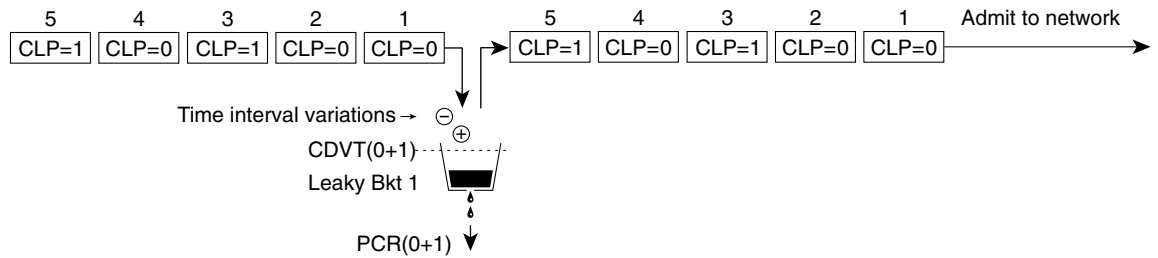 5 4 3 2 1 5 4 3 2 1 Admit to network
CLP=1 CLP=0 CLP=1 CLP=0 CLP=0 CLP=1 CLP=0 CLP=1 CLP=0 CLP=0
Time interval variations → −
+
CDVT(0+1)
Leaky Bkt 1
PCR(0+1)